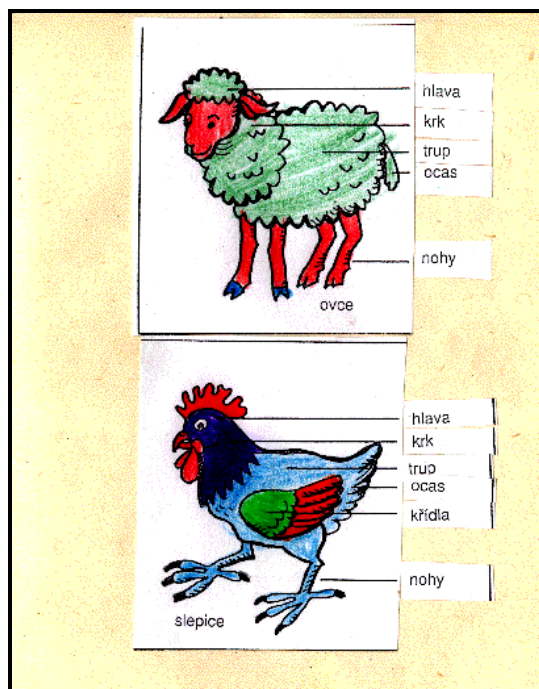 hlava
krk
trup
ocas
nohy
ovce
hlava
krk
trup
ocas
křídla
nohy
slepice